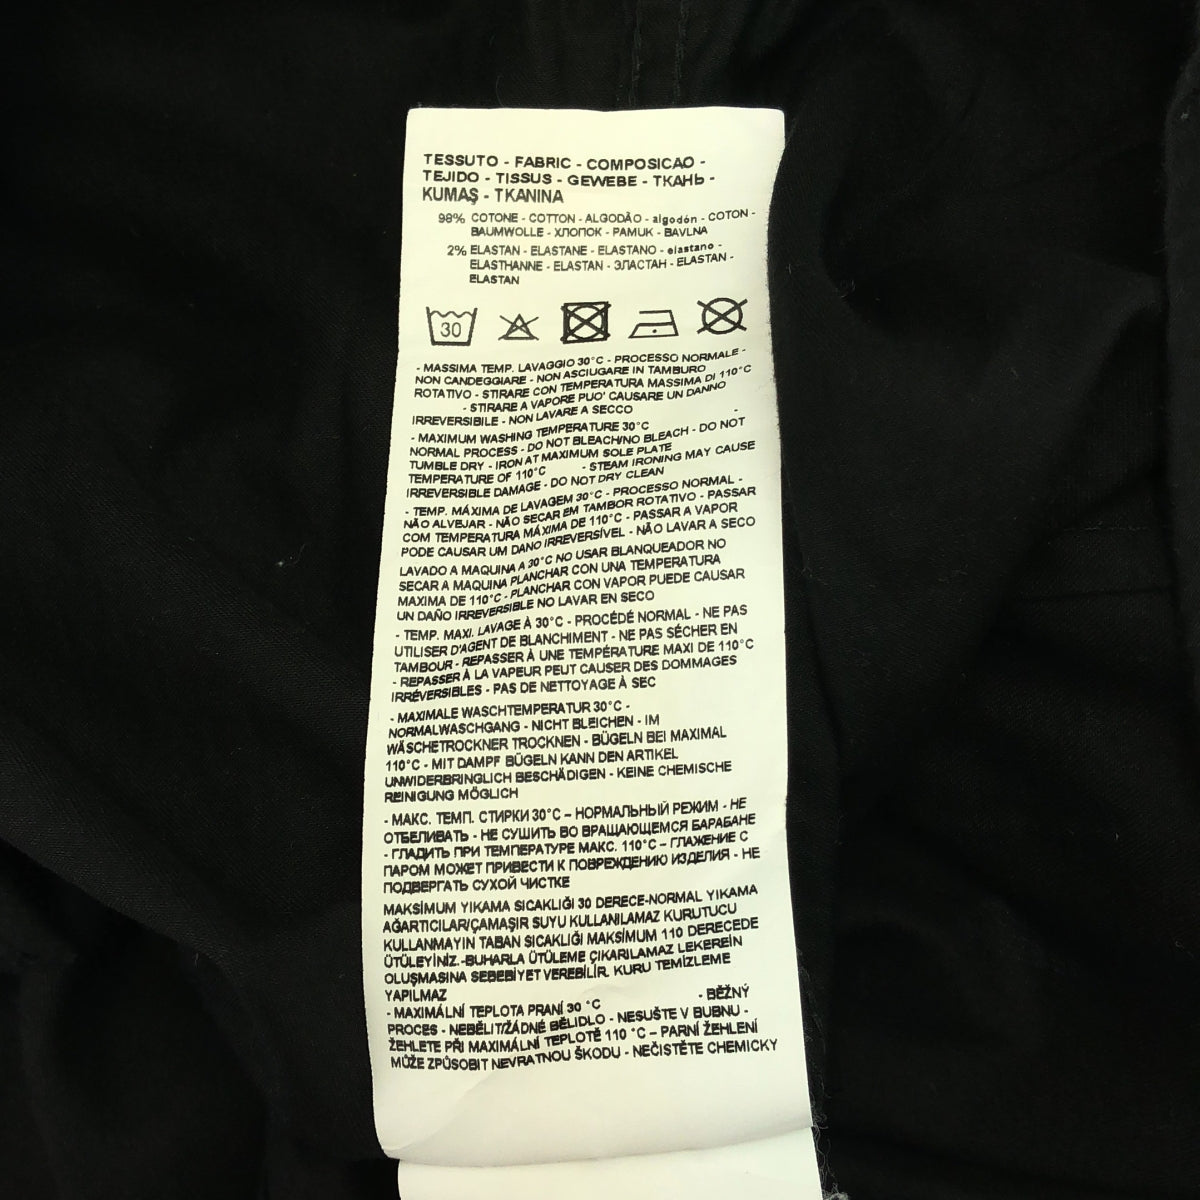 TESSUTO - FABRIC - COMPOSICAO -
TEJIDO - TISSUS - GEWEBE - ТКАНЬ -
KUMAŞ - TKANINA
98% COTONE - COTTON - ALGODÃO - algodón - COTON -
BAUMWOLLE - ХЛОПОК - PAMUK - BAVLNA
2% ELASTAN - ELASTANE - ELASTANO - elastano -
ELASTHANNE - ELASTAN - ЭЛАСТАН - ELASTAN -
ELASTAN
30
- MASSIMA TEMP. LAVAGGIO 30°C - PROCESSO NORMALE -
NON CANDEGGIARE - NON ASCIUGARE IN TAMBURO
ROTATIVO - STIRARE CON TEMPERATURA MASSIMA DI 110°C
- STIRARE A VAPORE PUO' CAUSARE UN DANNO
IRREVERSIBILE - NON LAVARE A SECCO
- MAXIMUM WASHING TEMPERATURE 30°C -
NORMAL PROCESS - DO NOT BLEACH/NO BLEACH - DO NOT
TUMBLE DRY - IRON AT MAXIMUM SOLE PLATE
TEMPERATURE OF 110°C - STEAM IRONING MAY CAUSE
IRREVERSIBLE DAMAGE - DO NOT DRY CLEAN
- TEMP. MÁXIMA DE LAVAGEM 30°C - PROCESSO NORMAL -
NÃO ALVEJAR - NÃO SECAR EM TAMBOR ROTATIVO - PASSAR
COM TEMPERATURA MÁXIMA DE 110°C - PASSAR A VAPOR
PODE CAUSAR UM DANO IRREVERSÍVEL - NÃO LAVAR A SECO
LAVADO A MAQUINA A 30°C NO USAR BLANQUEADOR NO
SECAR A MAQUINA PLANCHAR CON UNA TEMPERATURA
MAXIMA DE 110°C - PLANCHAR CON VAPOR PUEDE CAUSAR
UN DAÑO IRREVERSIBLE NO LAVAR EN SECO
- TEMP. MAXI. LAVAGE À 30°C - PROCÉDÉ NORMAL - NE PAS
UTILISER D'AGENT DE BLANCHIMENT - NE PAS SÉCHER EN
TAMBOUR - REPASSER À UNE TEMPÉRATURE MAXI DE 110°C
- REPASSER À LA VAPEUR PEUT CAUSER DES DOMMAGES
IRRÉVERSIBLES - PAS DE NETTOYAGE À SEC
- MAXIMALE WASCHTEMPERATUR 30°C -
NORMALWASCHGANG - NICHT BLEICHEN - IM
WÄSCHETROCKNER TROCKNEN - BÜGELN BEI MAXIMAL
110°C - MIT DAMPF BÜGELN KANN DEN ARTIKEL
UNWIDERBRINGLICH BESCHÄDIGEN - KEINE CHEMISCHE
REINIGUNG MÖGLICH
- МАКС. ТЕМП. СТИРКИ 30°C – НОРМАЛЬНЫЙ РЕЖИМ - НЕ
ОТБЕЛИВАТЬ - НЕ СУШИТЬ ВО ВРАЩАЮЩЕМСЯ БАРАБАНЕ
- ГЛАДИТЬ ПРИ ТЕМПЕРАТУРЕ МАКС. 110°C – ГЛАЖЕНИЕ С
ПАРОМ МОЖЕТ ПРИВЕСТИ К ПОВРЕЖДЕНИЮ ИЗДЕЛИЯ - НЕ
ПОДВЕРГАТЬ СУХОЙ ЧИСТКЕ
MAKSİMUM YIKAMA SICAKLIĞI 30 DERECE-NORMAL YIKAMA
AĞARTICILAR/ÇAMAŞIR SUYU KULLANILAMAZ KURUTUCU
KULLANMAYIN TABAN SICAKLIĞI MAKSİMUM 110 DERECEDE
ÜTÜLEYİNİZ.-BUHARLA ÜTÜLEME ÇIKARILAMAZ LEKEREİN
OLUŞMASINA SEBEBİYET VEREBİLİR. KURU TEMİZLEME
YAPILMAZ
- MAXIMÁLNÍ TEPLOTA PRANÍ 30 °C - BĚŽNÝ
PROCES - NEBĚLIT/ŽÁDNÉ BĚLIDLO - NESUŠTE V BUBNU -
ŽEHLETE PŘI MAXIMÁLNÍ TEPLOTĚ 110 °C – PARNÍ ŽEHLENÍ
MŮŽE ZPŮSOBIT NEVRATNOU ŠKODU - NEČISTĚTE CHEMICKY